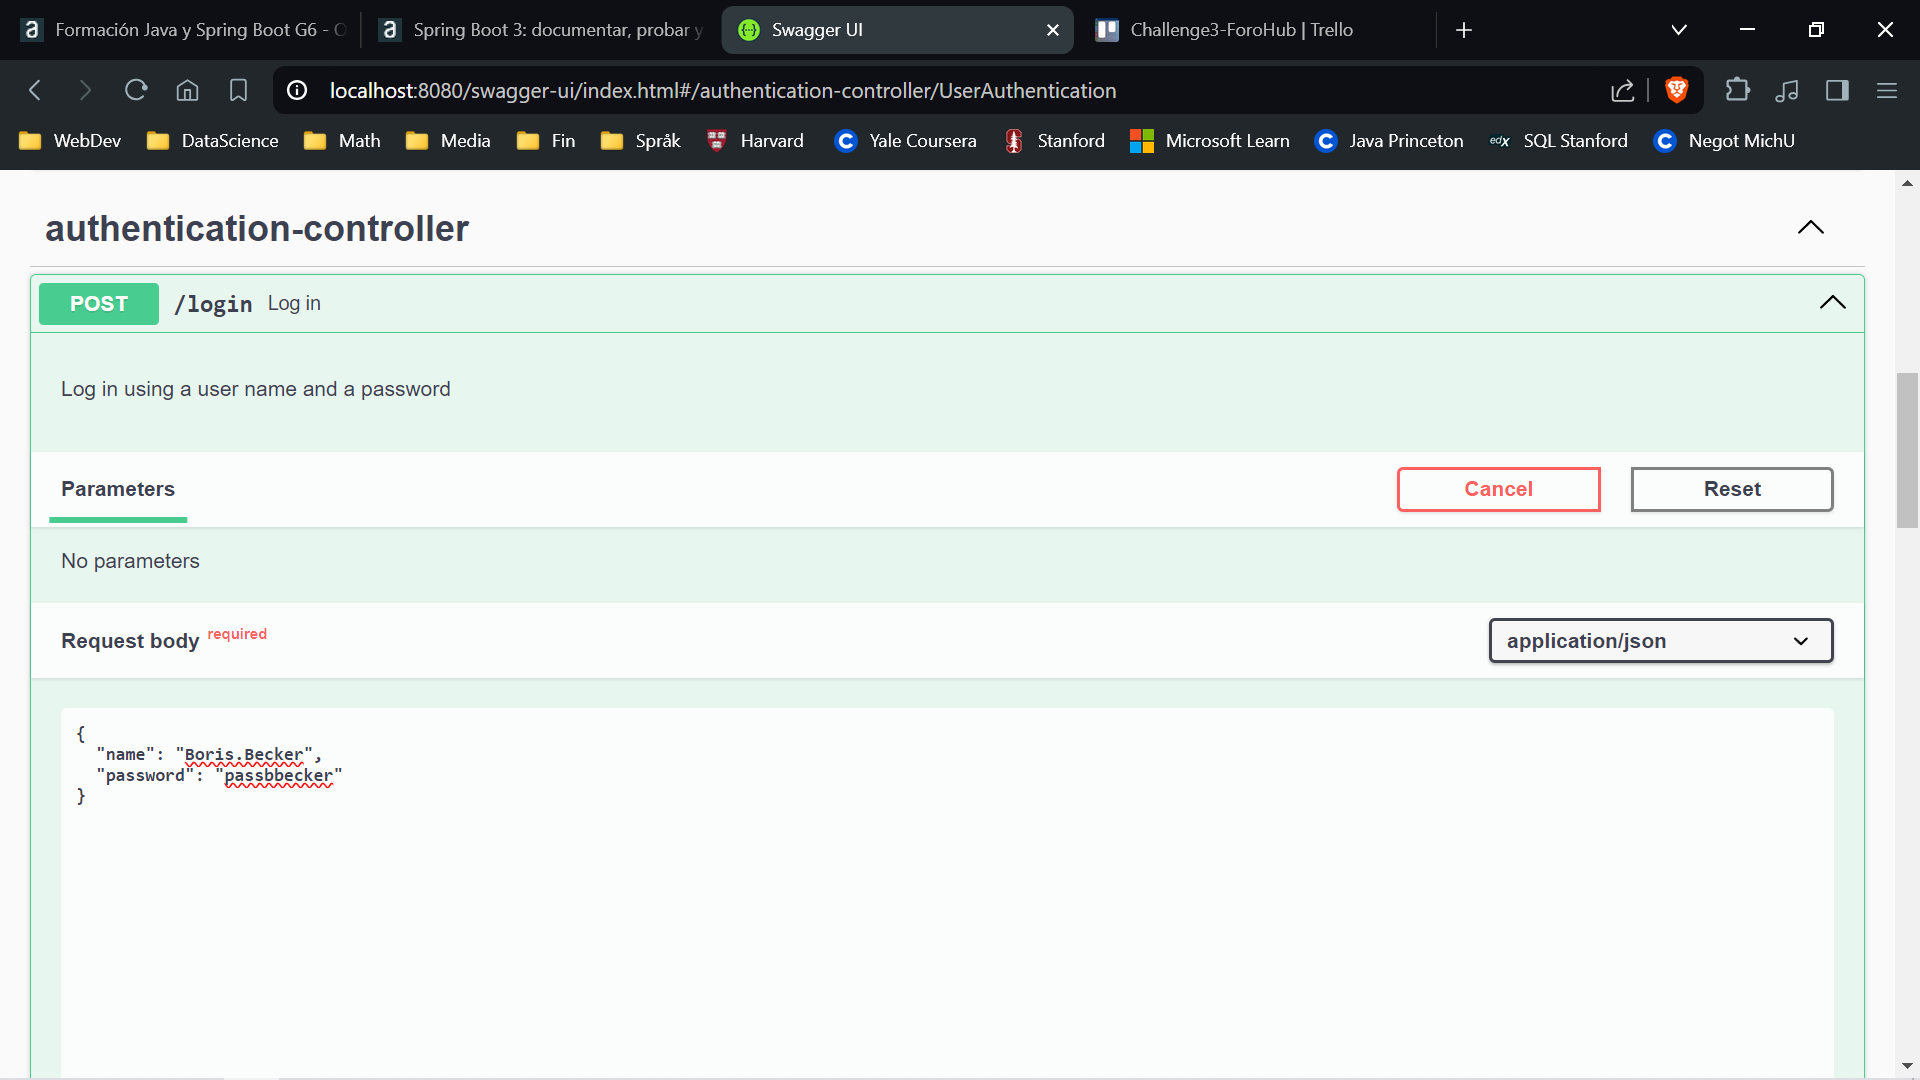 Formación Java y Spring Boot G6 - O
Spring Boot 3: documentar, probar y
Swagger UI
Challenge3-ForoHub | Trello
localhost:8080/swagger-ui/index.html#/authentication-controller/UserAuthentication
WebDev
DataScience
Math
Media
Fin
Språk
Harvard
Yale Coursera
Stanford
Microsoft Learn
Java Princeton
edX
SQL Stanford
Negot MichU
authentication-controller
POST /login Log in
Log in using a user name and a password
Parameters
Cancel
Reset
No parameters
Request body required
application/json
{
  "name": "Boris.Becker",
  "password": "passbbecker"
}